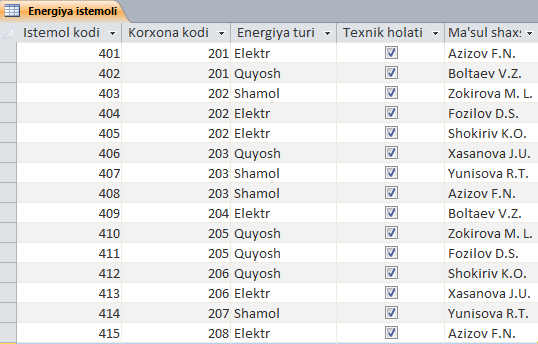 Energiya istemoli
Istemol kodi Korxona kodi Energiya turi Texnik holati Ma'sul shaxs
401 201 Elektr Azizov F.N.
402 201 Quyosh Boltaev V.Z.
403 202 Shamol Zokirova M. L.
404 202 Elektr Fozilov D.S.
405 202 Elektr Shokiriv K.O.
406 203 Quyosh Xasanova J.U.
407 203 Shamol Yunisova R.T.
408 203 Shamol Azizov F.N.
409 204 Elektr Boltaev V.Z.
410 205 Quyosh Zokirova M. L.
411 205 Quyosh Fozilov D.S.
412 206 Quyosh Shokiriv K.O.
413 206 Elektr Xasanova J.U.
414 207 Shamol Yunisova R.T.
415 208 Elektr Azizov F.N.